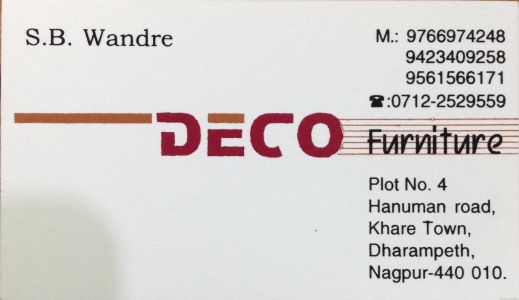 S.B. Wandre
M.: 9766974248
9423409258
9561566171
☎:0712-2529559
DECO Furniture
Plot No. 4
Hanuman road,
Khare Town,
Dharampeth,
Nagpur-440 010.